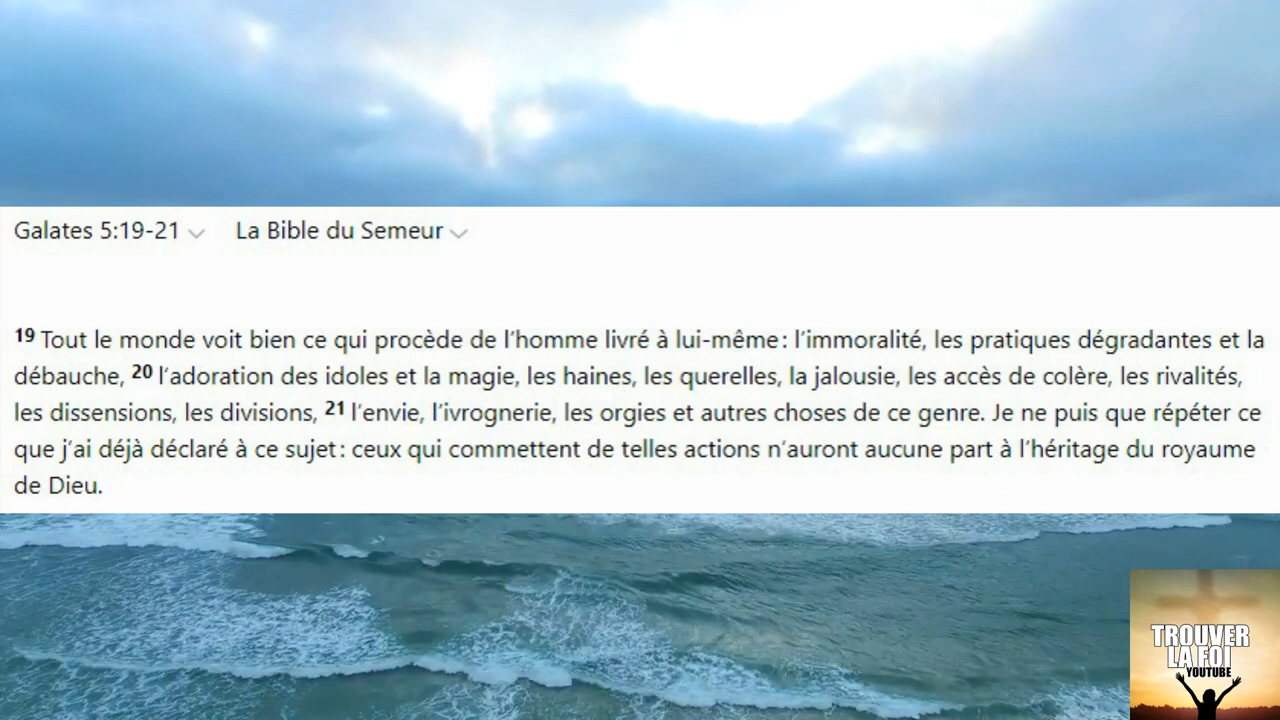 Galates 5:19-21 La Bible du Semeur
19 Tout le monde voit bien ce qui procède de l’homme livré à lui-même : l’immoralité, les pratiques dégradantes et la
débauche, 20 l’adoration des idoles et la magie, les haines, les querelles, la jalousie, les accès de colère, les rivalités,
les dissensions, les divisions, 21 l’envie, l’ivrognerie, les orgies et autres choses de ce genre. Je ne puis que répéter ce
que j’ai déjà déclaré à ce sujet : ceux qui commettent de telles actions n’auront aucune part à l’héritage du royaume
de Dieu.
TROUVER
LA FOI
YOUTUBE